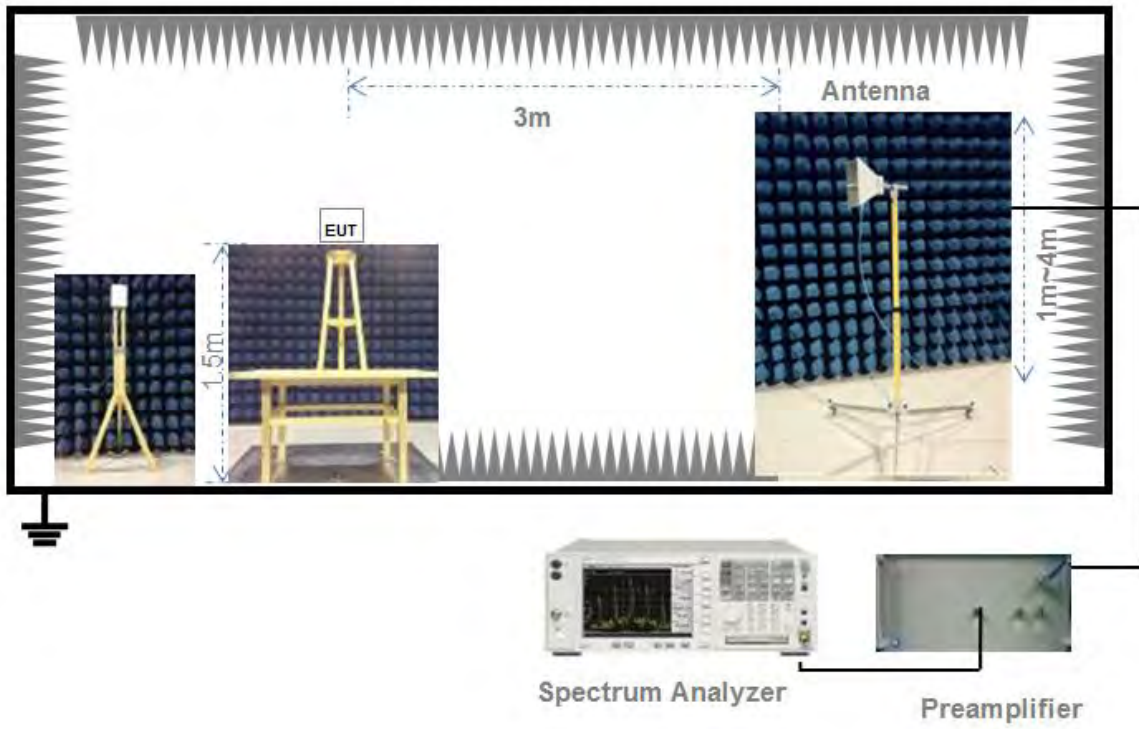 Antenna
3m
EUT
1.5m
1m~4m
Spectrum Analyzer
Preamplifier